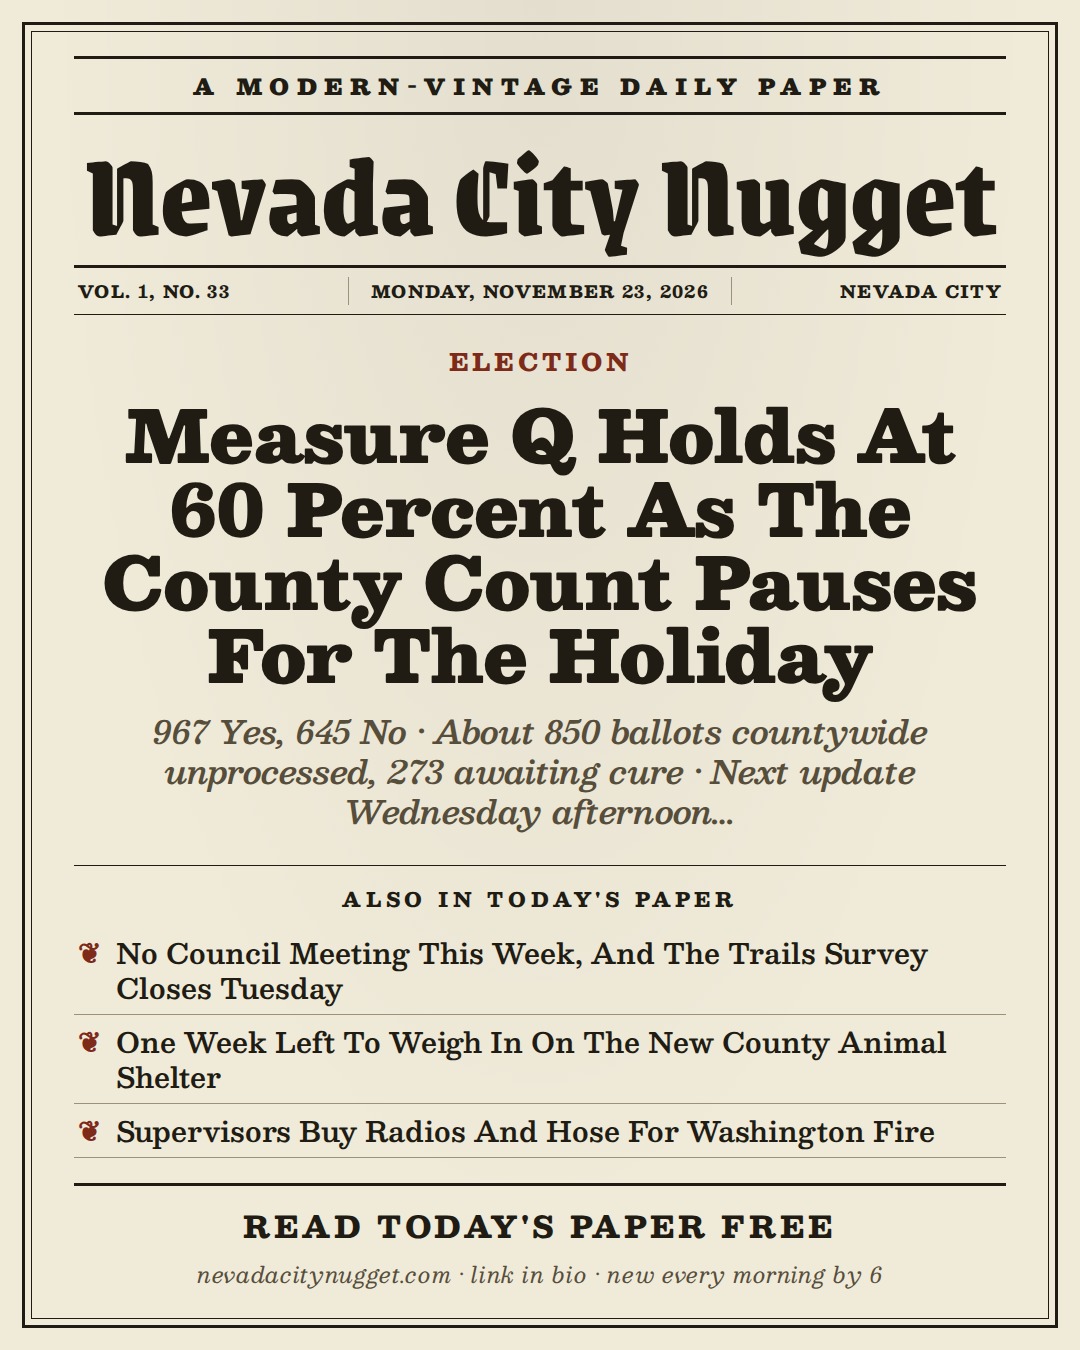 A MODERN-VINTAGE DAILY PAPER
Nevada City Nugget
VOL. 1, NO. 33
MONDAY, NOVEMBER 23, 2026
NEVADA CITY
ELECTION
Measure Q Holds At
60 Percent As The
County Count Pauses
For The Holiday
967 Yes, 645 No · About 850 ballots countywide
unprocessed, 273 awaiting cure · Next update
Wednesday afternoon...
ALSO IN TODAY'S PAPER
❦ No Council Meeting This Week, And The Trails Survey
Closes Tuesday
❦ One Week Left To Weigh In On The New County Animal
Shelter
❦ Supervisors Buy Radios And Hose For Washington Fire
READ TODAY'S PAPER FREE
nevadacitynugget.com · link in bio · new every morning by 6